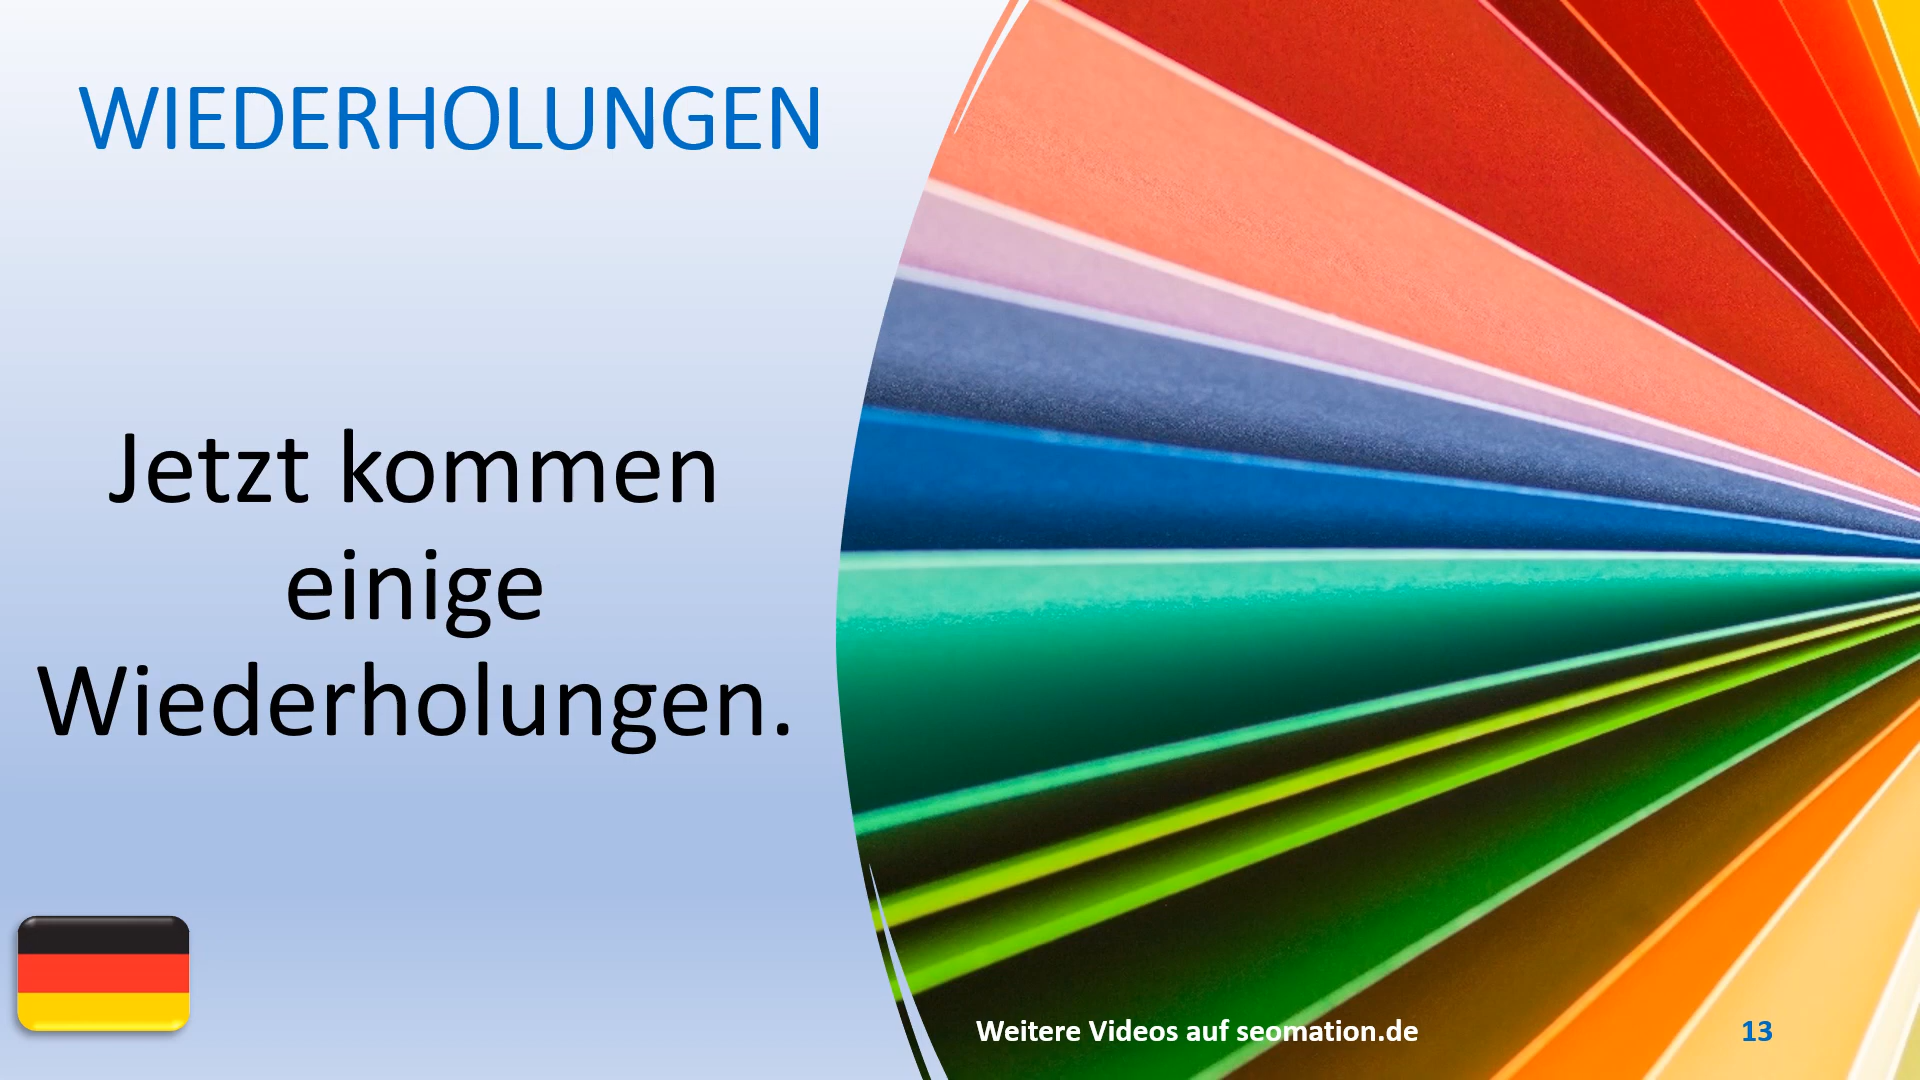 WIEDERHOLUNGEN
Jetzt kommen
einige
Wiederholungen.
Weitere Videos auf seomation.de
13